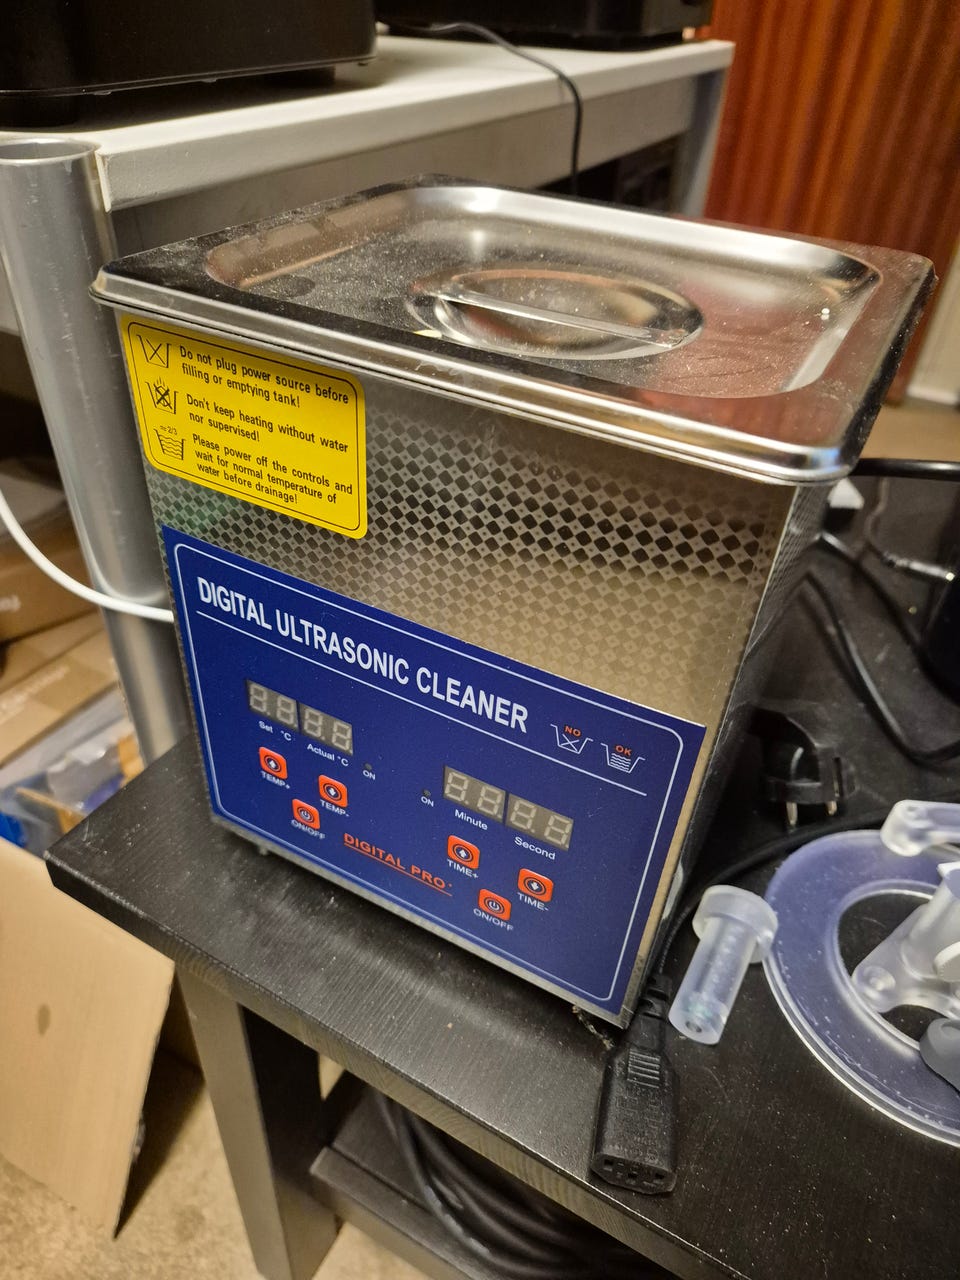 Do not plug power source before
filling or emptying tank!
Don't keep heating without water
nor supervised!
≈2/3
Please power off the controls and
wait for normal temperature of
water before drainage!
DIGITAL ULTRASONIC CLEANER
NO
OK
Set °C
Actual °C
ON
TEMP+
TEMP-
ON/OFF
DIGITAL PRO+
ON
Minute
Second
TIME+
TIME-
ON/OFF